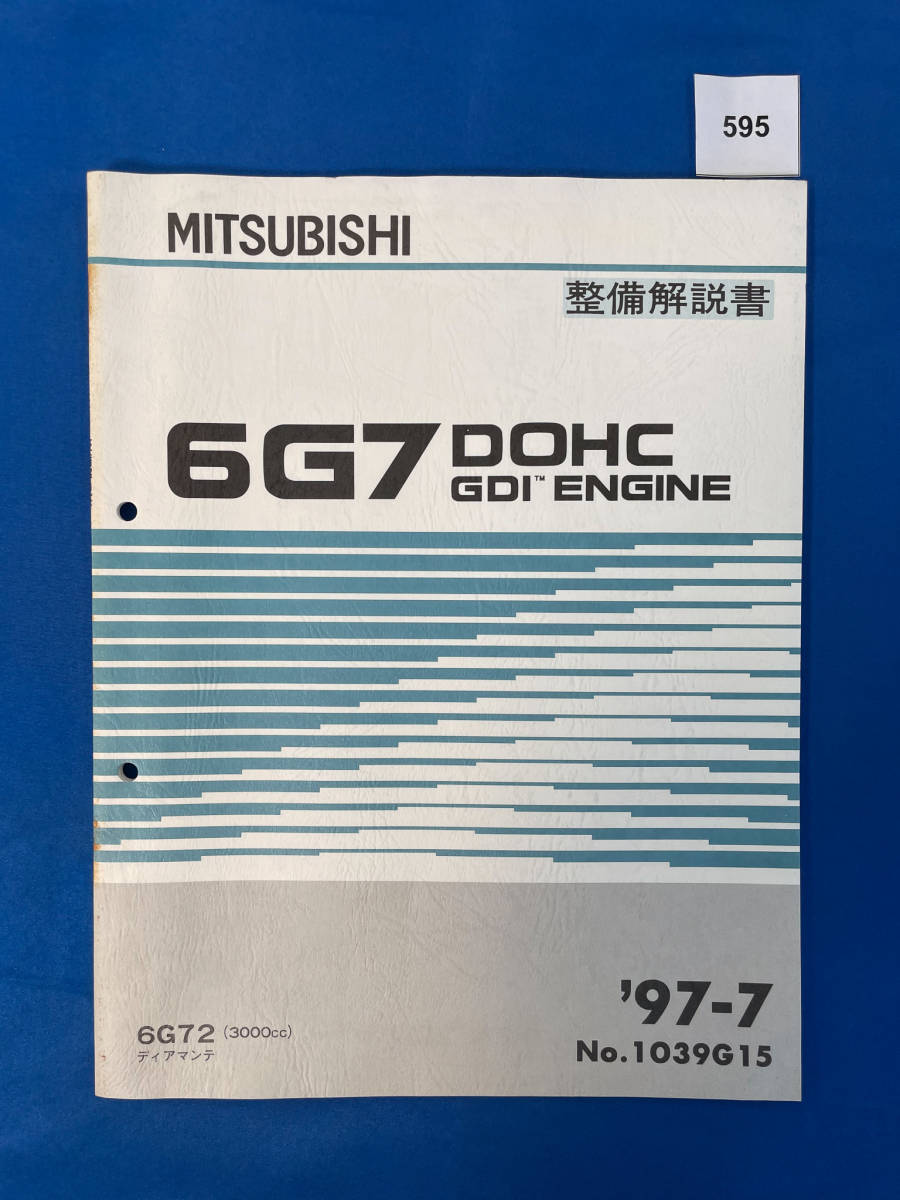 595
MITSUBISHI
整備解説書
6G7 DOHC
GDI™ ENGINE
'97-7
6G72 (3000cc)
No.1039G15
ディアマンテ